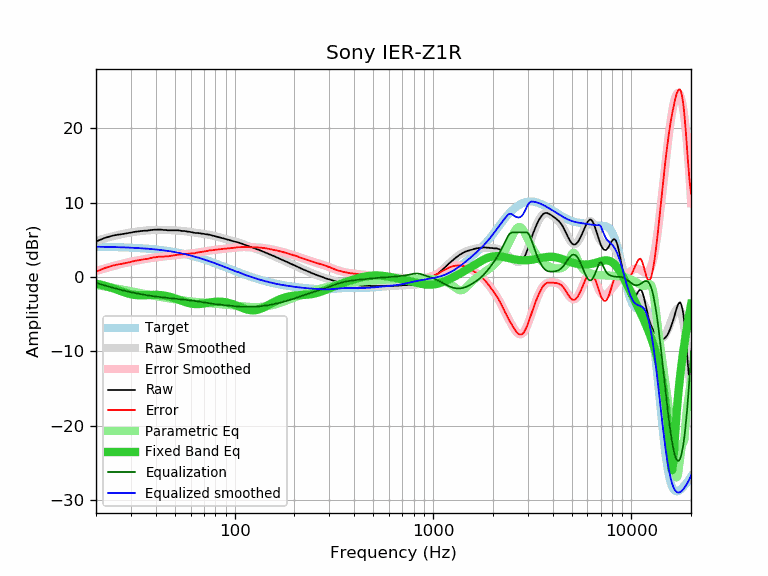 Sony IER-Z1R
Amplitude (dBr)
20
10
0
−10
−20
−30
Target
Raw Smoothed
Error Smoothed
Raw
Error
Parametric Eq
Fixed Band Eq
Equalization
Equalized smoothed
100
1000
10000
Frequency (Hz)